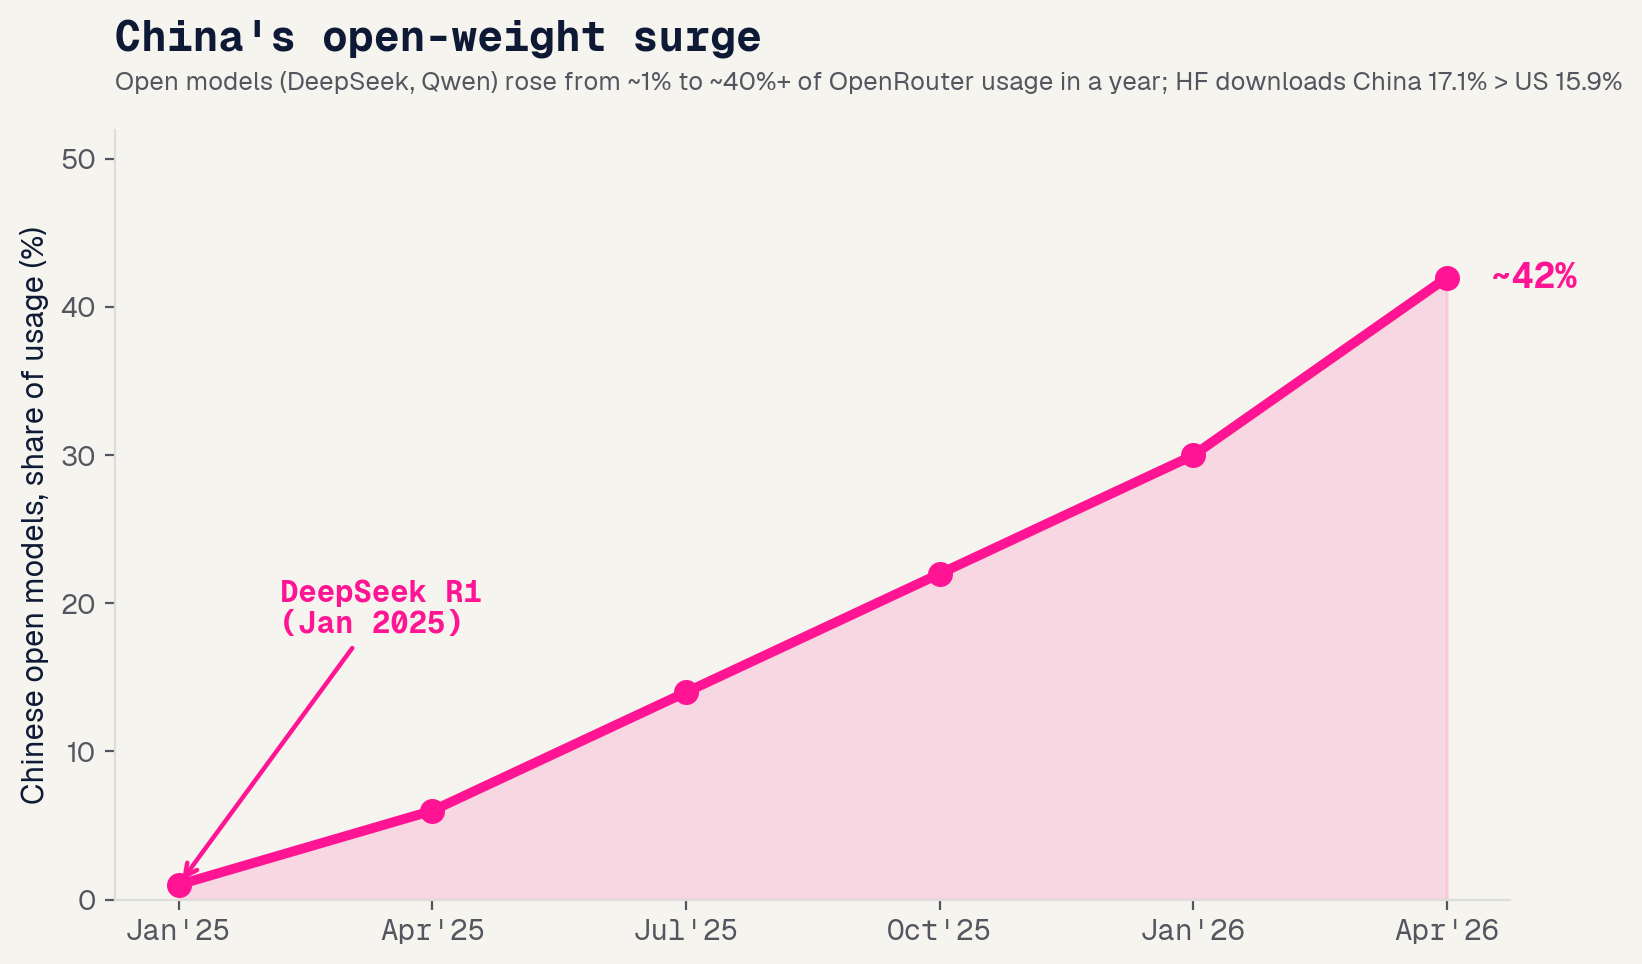 China's open-weight surge
Open models (DeepSeek, Qwen) rose from ~1% to ~40%+ of OpenRouter usage in a year; HF downloads China 17.1% > US 15.9%
Chinese open models, share of usage (%)
50
40
30
20
10
0
~42%
DeepSeek R1
(Jan 2025)
Jan'25 Apr'25 Jul'25 Oct'25 Jan'26 Apr'26